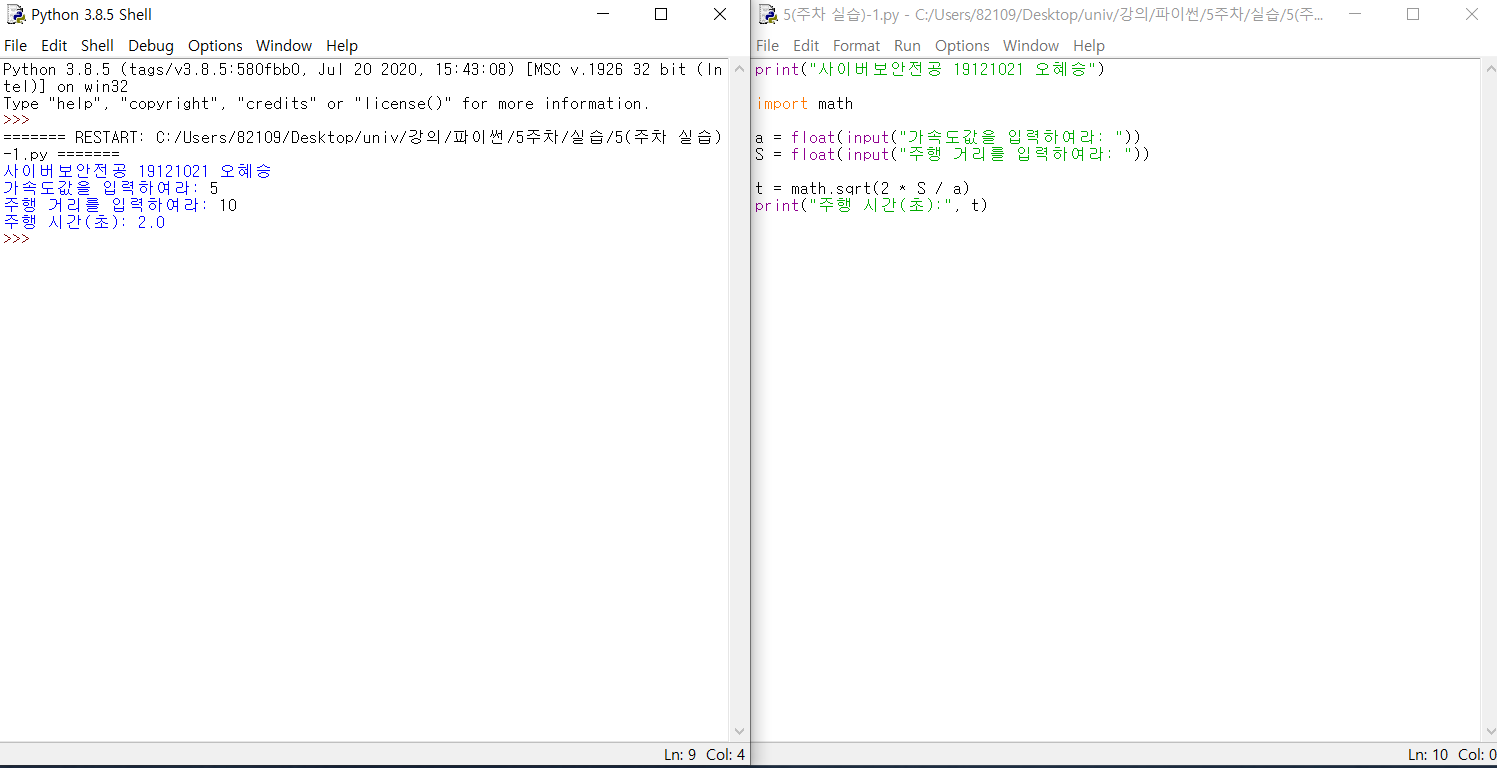 Python 3.8.5 Shell
File Edit Shell Debug Options Window Help
Python 3.8.5 (tags/v3.8.5:580fbb0, Jul 20 2020, 15:43:08) [MSC v.1926 32 bit (In
tel)] on win32
Type "help", "copyright", "credits" or "license()" for more information.
>>>
======= RESTART: C:/Users/82109/Desktop/univ/강의/파이썬/5주차/실습/5(주차 실습)
-1.py =======
사이버보안전공 19121021 오혜승
가속도값을 입력하여라: 5
주행 거리를 입력하여라: 10
주행 시간(초): 2.0
>>>
Ln: 9 Col: 4
5(주차 실습)-1.py - C:/Users/82109/Desktop/univ/강의/파이썬/5주차/실습/5(주...
File Edit Format Run Options Window Help
print("사이버보안전공 19121021 오혜승")
import math
a = float(input("가속도값을 입력하여라: "))
S = float(input("주행 거리를 입력하여라: "))
t = math.sqrt(2 * S / a)
print("주행 시간(초):", t)
Ln: 10 Col: 0